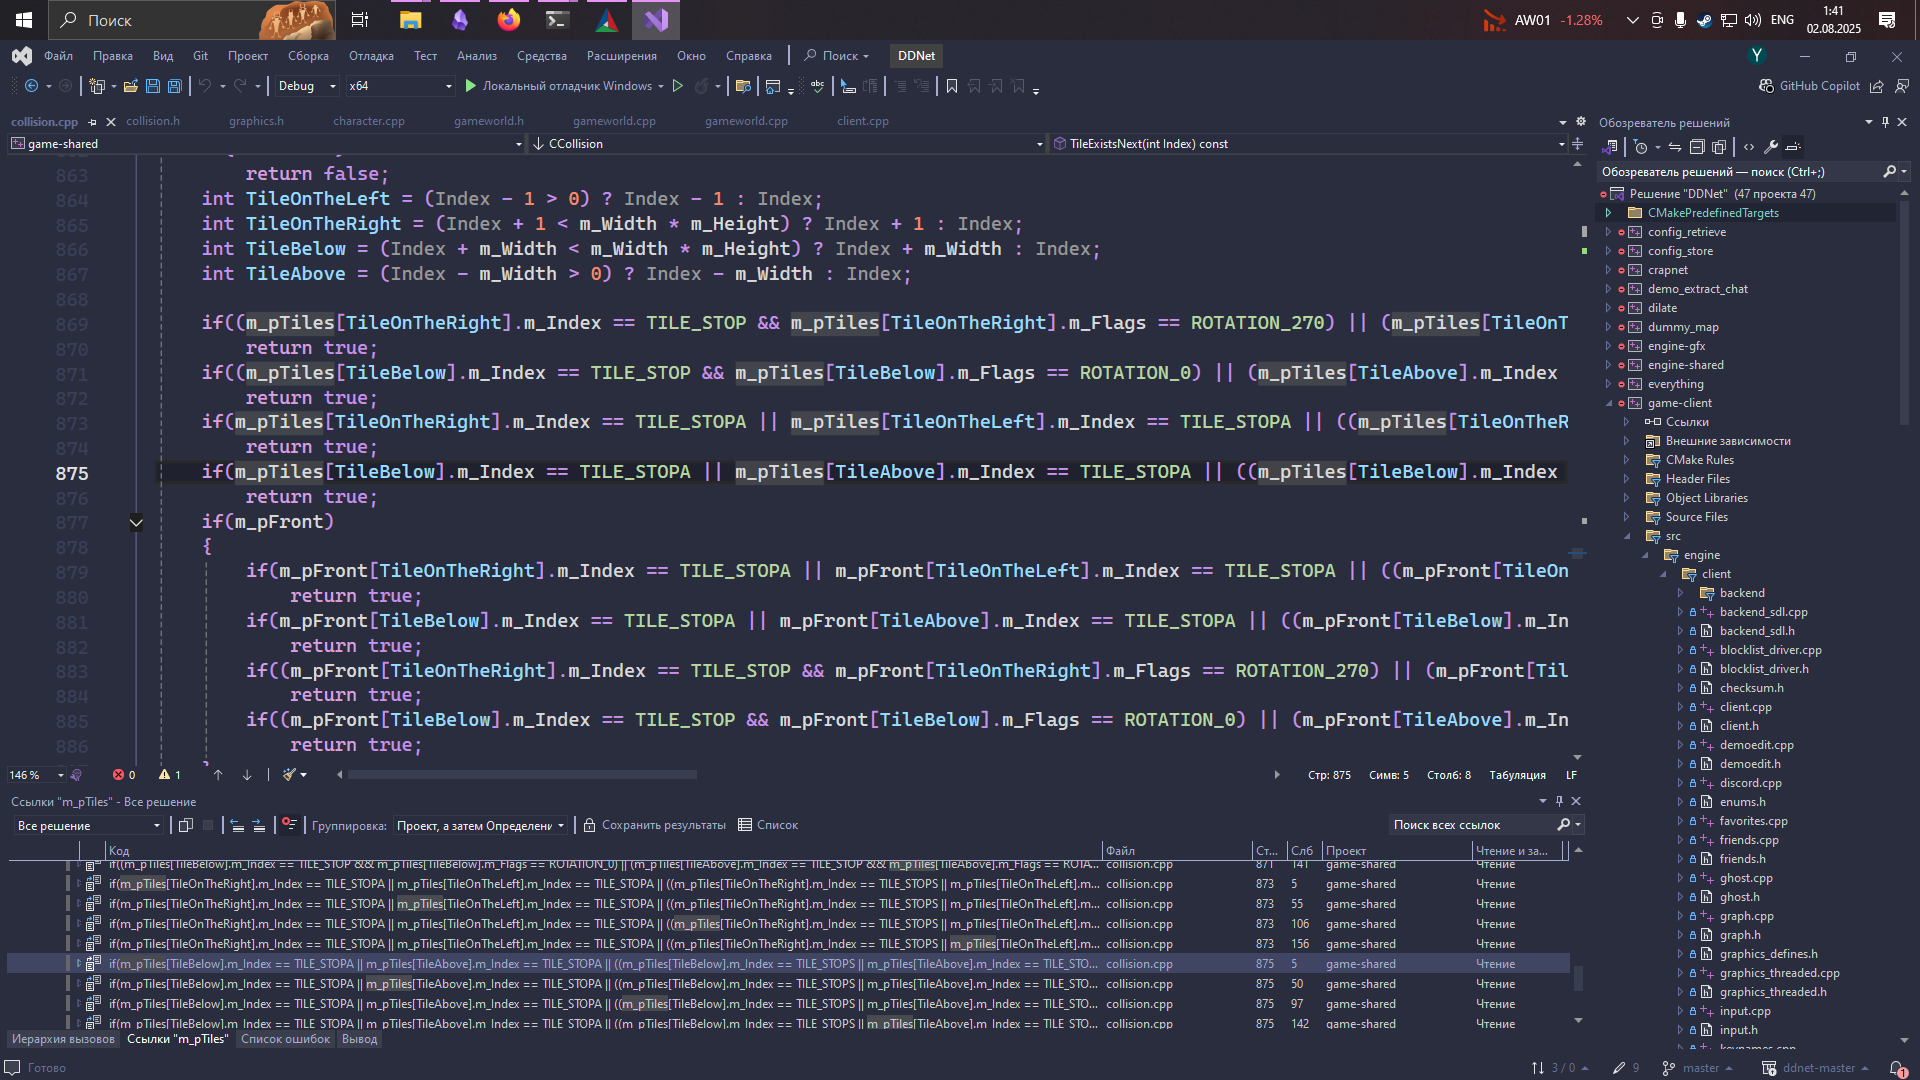 Поиск
AW01 -1.28%
ENG
1:41
02.08.2025
Файл Правка Вид Git Проект Сборка Отладка Тест Анализ Средства Расширения Окно Справка Поиск DDNet
Y
Debug x64 Локальный отладчик Windows GitHub Copilot
collision.cpp collision.h graphics.h character.cpp gameworld.h gameworld.cpp gameworld.cpp client.cpp
game-shared CCollision TileExistsNext(int Index) const
863 return false;
864 int TileOnTheLeft = (Index - 1 > 0) ? Index - 1 : Index;
865 int TileOnTheRight = (Index + 1 < m_Width * m_Height) ? Index + 1 : Index;
866 int TileBelow = (Index + m_Width < m_Width * m_Height) ? Index + m_Width : Index;
867 int TileAbove = (Index - m_Width > 0) ? Index - m_Width : Index;
868
869 if((m_pTiles[TileOnTheRight].m_Index == TILE_STOP && m_pTiles[TileOnTheRight].m_Flags == ROTATION_270) || (m_pTiles[TileOnT
870 return true;
871 if((m_pTiles[TileBelow].m_Index == TILE_STOP && m_pTiles[TileBelow].m_Flags == ROTATION_0) || (m_pTiles[TileAbove].m_Index
872 return true;
873 if(m_pTiles[TileOnTheRight].m_Index == TILE_STOPA || m_pTiles[TileOnTheLeft].m_Index == TILE_STOPA || ((m_pTiles[TileOnTheR
874 return true;
875 if(m_pTiles[TileBelow].m_Index == TILE_STOPA || m_pTiles[TileAbove].m_Index == TILE_STOPA || ((m_pTiles[TileBelow].m_Index
876 return true;
877 if(m_pFront)
878 {
879 if(m_pFront[TileOnTheRight].m_Index == TILE_STOPA || m_pFront[TileOnTheLeft].m_Index == TILE_STOPA || ((m_pFront[TileOn
880 return true;
881 if(m_pFront[TileBelow].m_Index == TILE_STOPA || m_pFront[TileAbove].m_Index == TILE_STOPA || ((m_pFront[TileBelow].m_In
882 return true;
883 if((m_pFront[TileOnTheRight].m_Index == TILE_STOP && m_pFront[TileOnTheRight].m_Flags == ROTATION_270) || (m_pFront[Til
884 return true;
885 if((m_pFront[TileBelow].m_Index == TILE_STOP && m_pFront[TileBelow].m_Flags == ROTATION_0) || (m_pFront[TileAbove].m_In
886 return true;
146 % 0 1 Стр: 875 Симв: 5 Столб: 8 Табуляция LF
Ссылки "m_pTiles" - Все решение
Все решение Группировка: Проект, а затем Определени Сохранить результаты Список Поиск всех ссылок
Код Файл Ст... Слб Проект Чтение и за...
if((m_pTiles[TileBelow].m_Index == TILE_STOP && m_pTiles[TileBelow].m_Flags == ROTATION_0) || (m_pTiles[TileAbove].m_Index == TILE_STOP && m_pTiles[TileAbove].m_Flags == ROTA... collision.cpp 871 141 game-shared Чтение
if(m_pTiles[TileOnTheRight].m_Index == TILE_STOPA || m_pTiles[TileOnTheLeft].m_Index == TILE_STOPA || ((m_pTiles[TileOnTheRight].m_Index == TILE_STOPS || m_pTiles[TileOnTheLeft].m... collision.cpp 873 5 game-shared Чтение
if(m_pTiles[TileOnTheRight].m_Index == TILE_STOPA || m_pTiles[TileOnTheLeft].m_Index == TILE_STOPA || ((m_pTiles[TileOnTheRight].m_Index == TILE_STOPS || m_pTiles[TileOnTheLeft].m... collision.cpp 873 55 game-shared Чтение
if(m_pTiles[TileOnTheRight].m_Index == TILE_STOPA || m_pTiles[TileOnTheLeft].m_Index == TILE_STOPA || ((m_pTiles[TileOnTheRight].m_Index == TILE_STOPS || m_pTiles[TileOnTheLeft].m... collision.cpp 873 106 game-shared Чтение
if(m_pTiles[TileOnTheRight].m_Index == TILE_STOPA || m_pTiles[TileOnTheLeft].m_Index == TILE_STOPA || ((m_pTiles[TileOnTheRight].m_Index == TILE_STOPS || m_pTiles[TileOnTheLeft].m... collision.cpp 873 156 game-shared Чтение
if(m_pTiles[TileBelow].m_Index == TILE_STOPA || m_pTiles[TileAbove].m_Index == TILE_STOPA || ((m_pTiles[TileBelow].m_Index == TILE_STOPS || m_pTiles[TileAbove].m_Index == TILE_STO... collision.cpp 875 5 game-shared Чтение
if(m_pTiles[TileBelow].m_Index == TILE_STOPA || m_pTiles[TileAbove].m_Index == TILE_STOPA || ((m_pTiles[TileBelow].m_Index == TILE_STOPS || m_pTiles[TileAbove].m_Index == TILE_STO... collision.cpp 875 50 game-shared Чтение
if(m_pTiles[TileBelow].m_Index == TILE_STOPA || m_pTiles[TileAbove].m_Index == TILE_STOPA || ((m_pTiles[TileBelow].m_Index == TILE_STOPS || m_pTiles[TileAbove].m_Index == TILE_STO... collision.cpp 875 97 game-shared Чтение
if(m_pTiles[TileBelow].m_Index == TILE_STOPA || m_pTiles[TileAbove].m_Index == TILE_STOPA || ((m_pTiles[TileBelow].m_Index == TILE_STOPS || m_pTiles[TileAbove].m_Index == TILE_STO... collision.cpp 875 142 game-shared Чтение
Иерархия вызовов Ссылки "m_pTiles" Список ошибок Вывод
Обозреватель решений
Обозреватель решений — поиск (Ctrl+;)
Решение "DDNet" (47 проекта 47)
CMakePredefinedTargets
config_retrieve
config_store
crapnet
demo_extract_chat
dilate
dummy_map
engine-gfx
engine-shared
everything
game-client
Ссылки
Внешние зависимости
CMake Rules
Header Files
Object Libraries
Source Files
src
engine
client
backend
backend_sdl.cpp
backend_sdl.h
blocklist_driver.cpp
blocklist_driver.h
checksum.h
client.cpp
client.h
demoedit.cpp
demoedit.h
discord.cpp
enums.h
favorites.cpp
friends.cpp
friends.h
ghost.cpp
ghost.h
graph.cpp
graph.h
graphics_defines.h
graphics_threaded.cpp
graphics_threaded.h
input.cpp
input.h
keynames.cpp
Готово 3 / 0 9 master ddnet-master 1